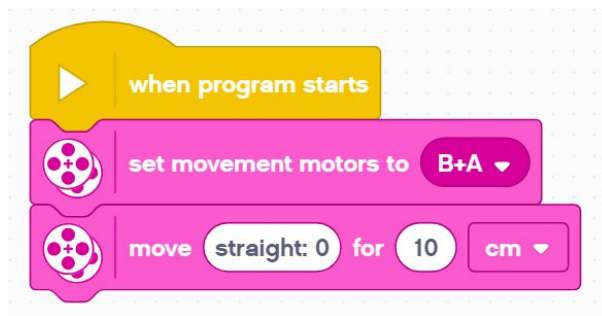 when program starts
set movement motors to B+A
move straight: 0 for 10 cm